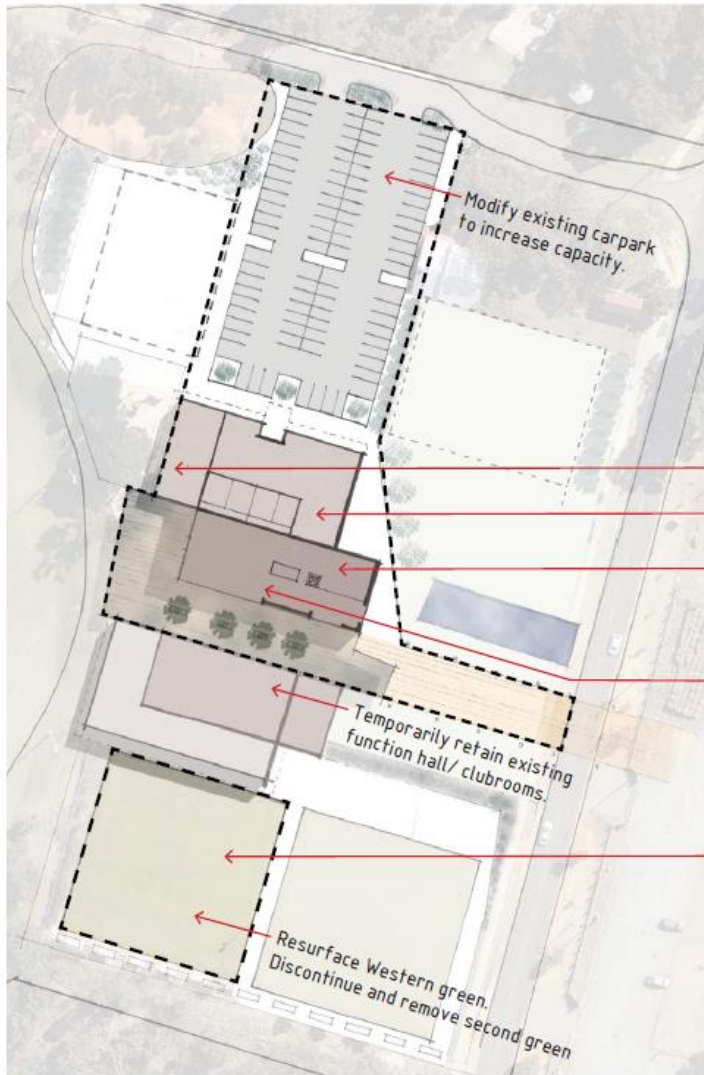 Modify existing carpark
to increase capacity.
Temporarily retain existing
function hall/ clubrooms.
Resurface Western green.
Discontinue and remove second green